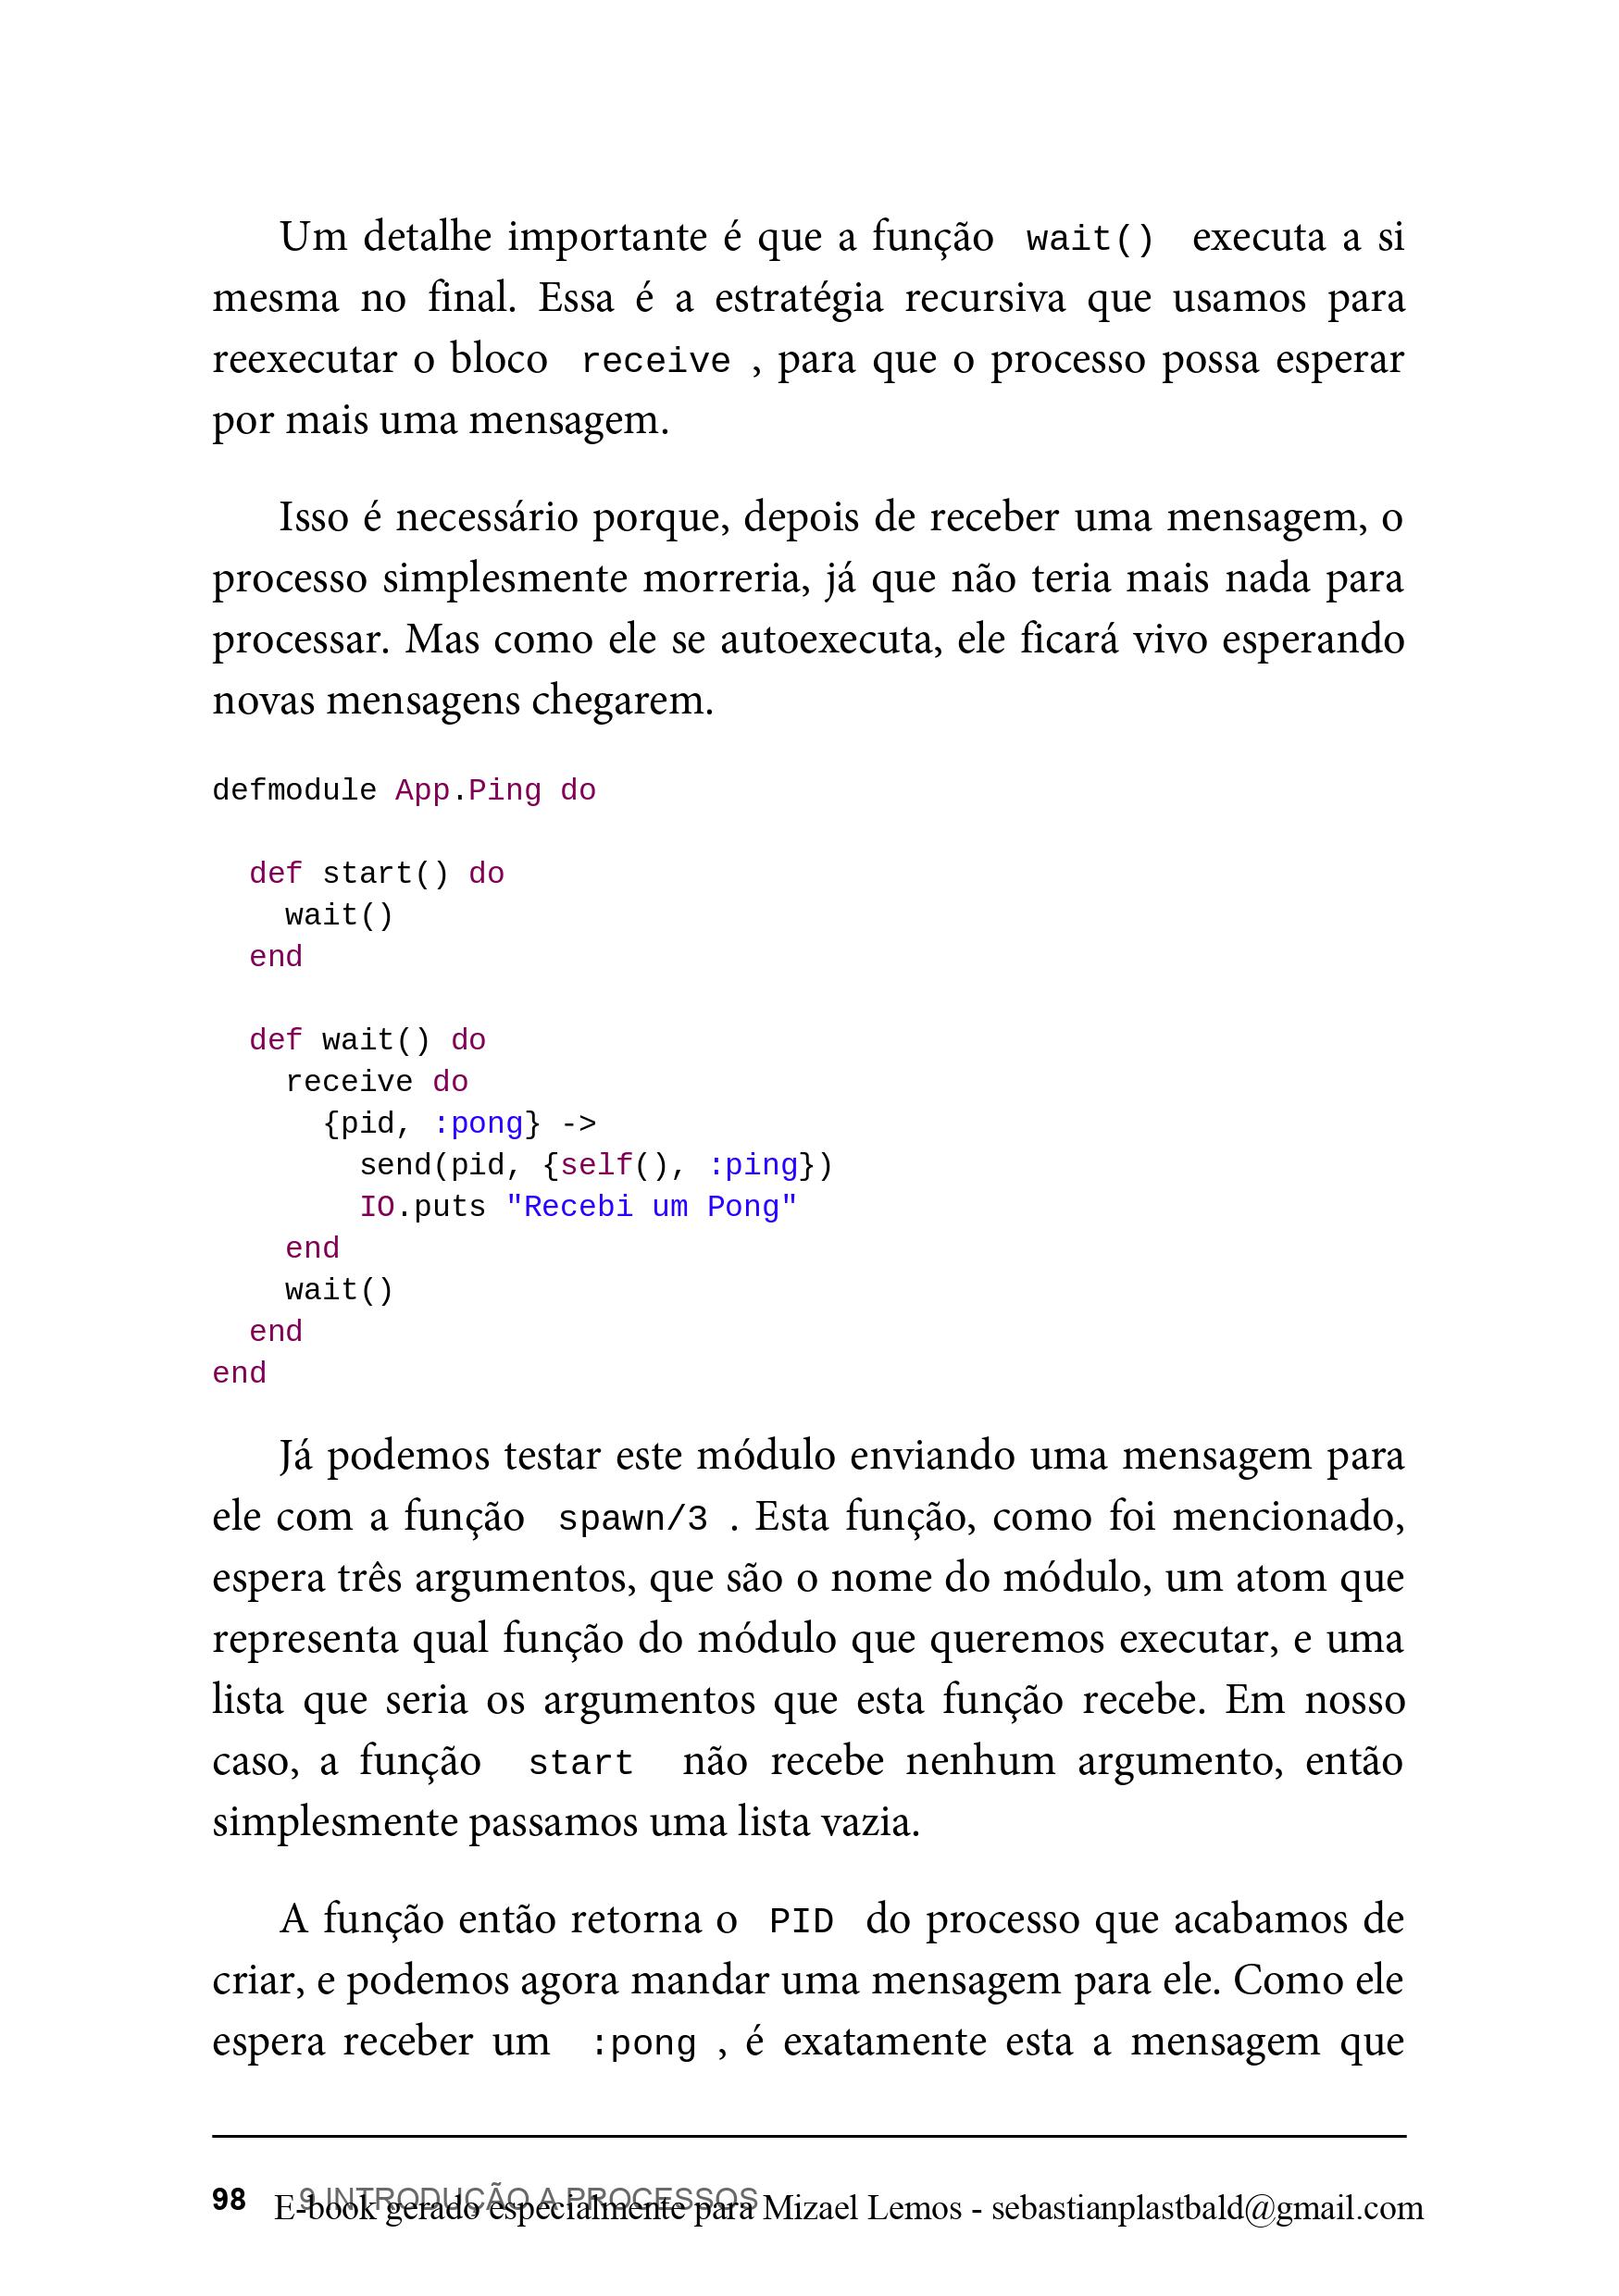 Um detalhe importante é que a função wait() executa a si
mesma no final. Essa é a estratégia recursiva que usamos para
reexecutar o bloco receive , para que o processo possa esperar
por mais uma mensagem.
Isso é necessário porque, depois de receber uma mensagem, o
processo simplesmente morreria, já que não teria mais nada para
processar. Mas como ele se autoexecuta, ele ficará vivo esperando
novas mensagens chegarem.
defmodule App.Ping do
  def start() do
    wait()
  end
  def wait() do
    receive do
      {pid, :pong} ->
        send(pid, {self(), :ping})
        IO.puts "Recebi um Pong"
    end
    wait()
  end
end
Já podemos testar este módulo enviando uma mensagem para
ele com a função spawn/3 . Esta função, como foi mencionado,
espera três argumentos, que são o nome do módulo, um atom que
representa qual função do módulo que queremos executar, e uma
lista que seria os argumentos que esta função recebe. Em nosso
caso, a função start não recebe nenhum argumento, então
simplesmente passamos uma lista vazia.
A função então retorna o PID do processo que acabamos de
criar, e podemos agora mandar uma mensagem para ele. Como ele
espera receber um :pong , é exatamente esta a mensagem que
98 9 INTRODUÇÃO A PROCESSOS
E-book gerado especialmente para Mizael Lemos - sebastianplastbald@gmail.com